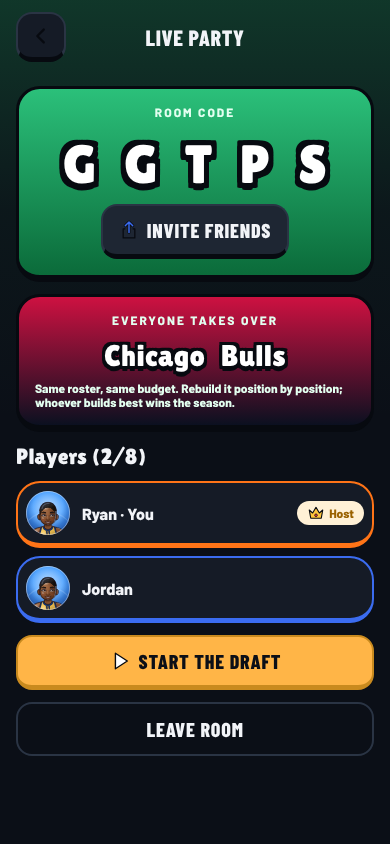 LIVE PARTY
ROOM CODE
GGTPS
INVITE FRIENDS
EVERYONE TAKES OVER
Chicago Bulls
Same roster, same budget. Rebuild it position by position;
whoever builds best wins the season.
Players (2/8)
Ryan · You
Host
Jordan
START THE DRAFT
LEAVE ROOM